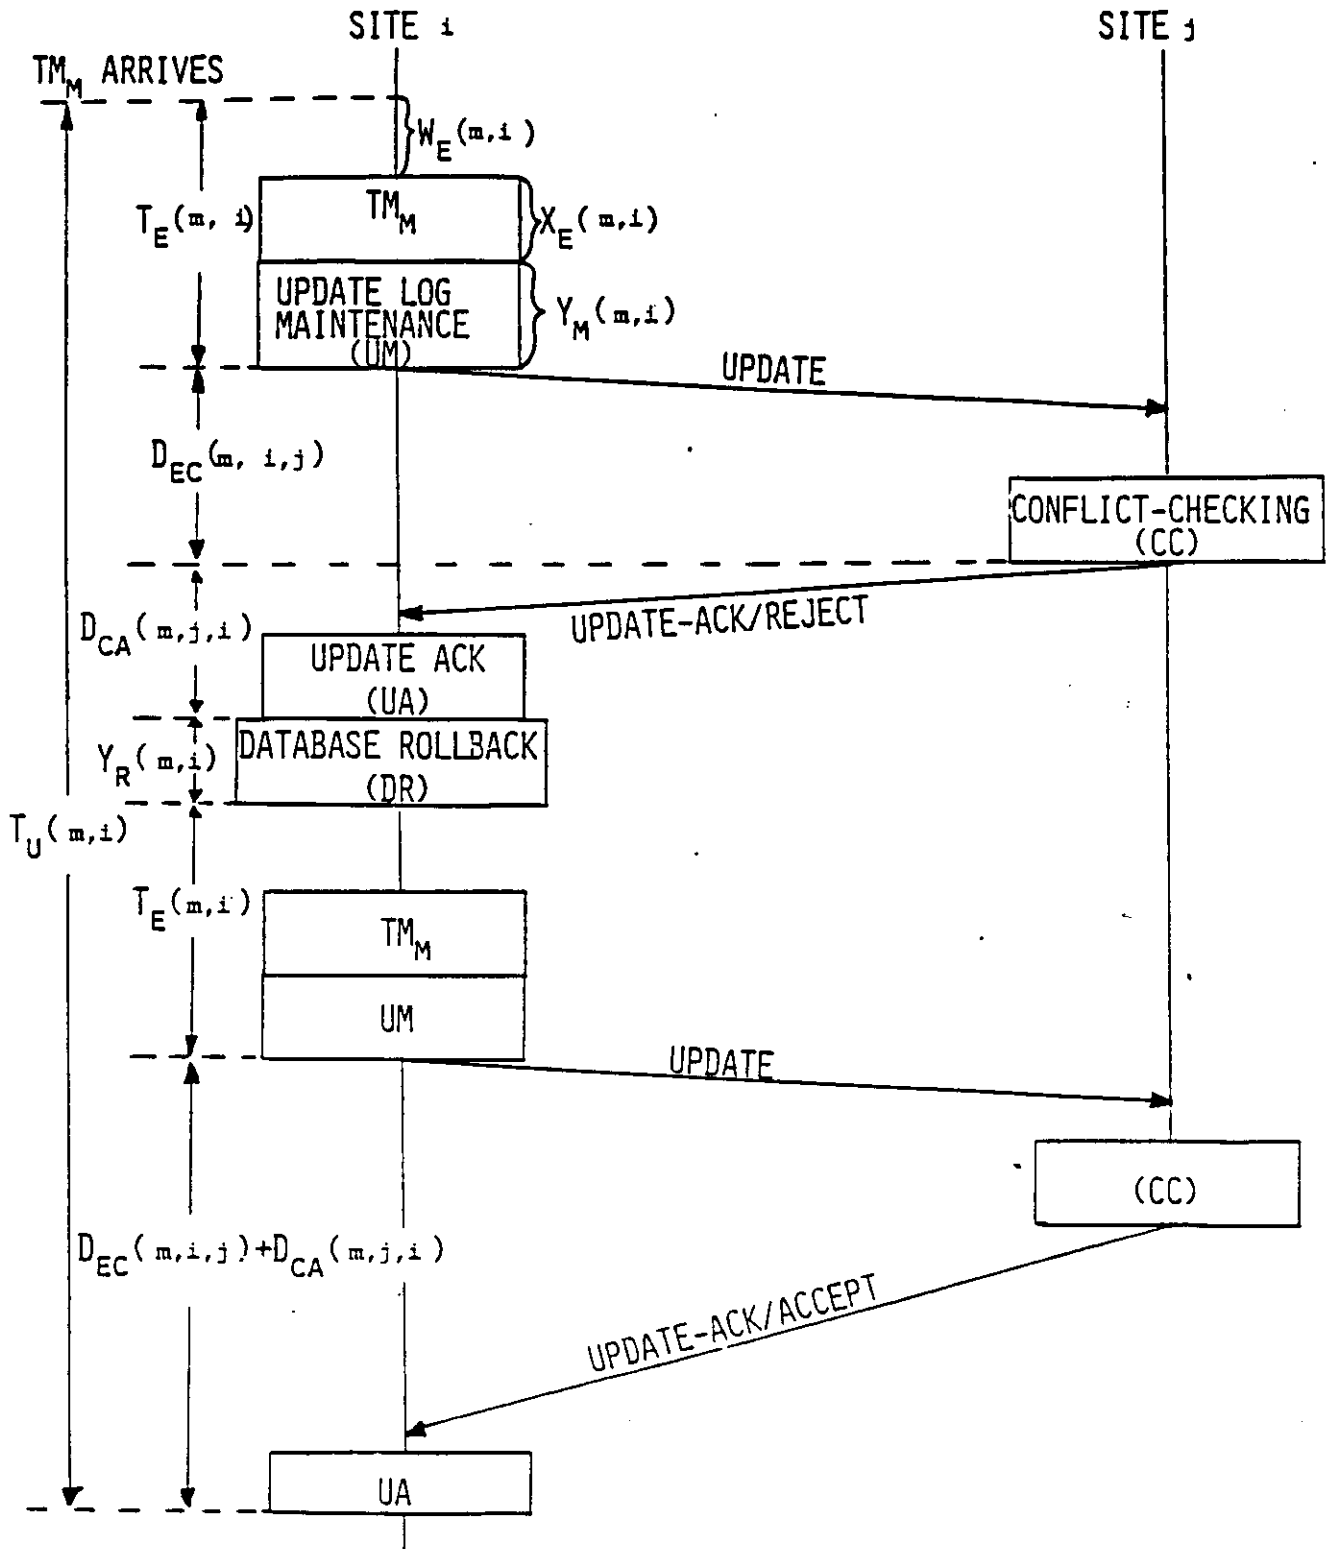 SITE i
SITE j
TM_M ARRIVES
W_E(m,i)
T_E(m, i)
TM_M
X_E(m,i)
UPDATE LOG
MAINTENANCE
(UM)
Y_M(m,i)
UPDATE
D_EC(m, i,j)
CONFLICT-CHECKING
(CC)
UPDATE-ACK/REJECT
D_CA(m,j,i)
UPDATE ACK
(UA)
DATABASE ROLLBACK
(DR)
Y_R(m,i)
T_U(m,i)
T_E(m,i)
TM_M
UM
UPDATE
(CC)
D_EC(m,i,j)+D_CA(m,j,i)
UPDATE-ACK/ACCEPT
UA